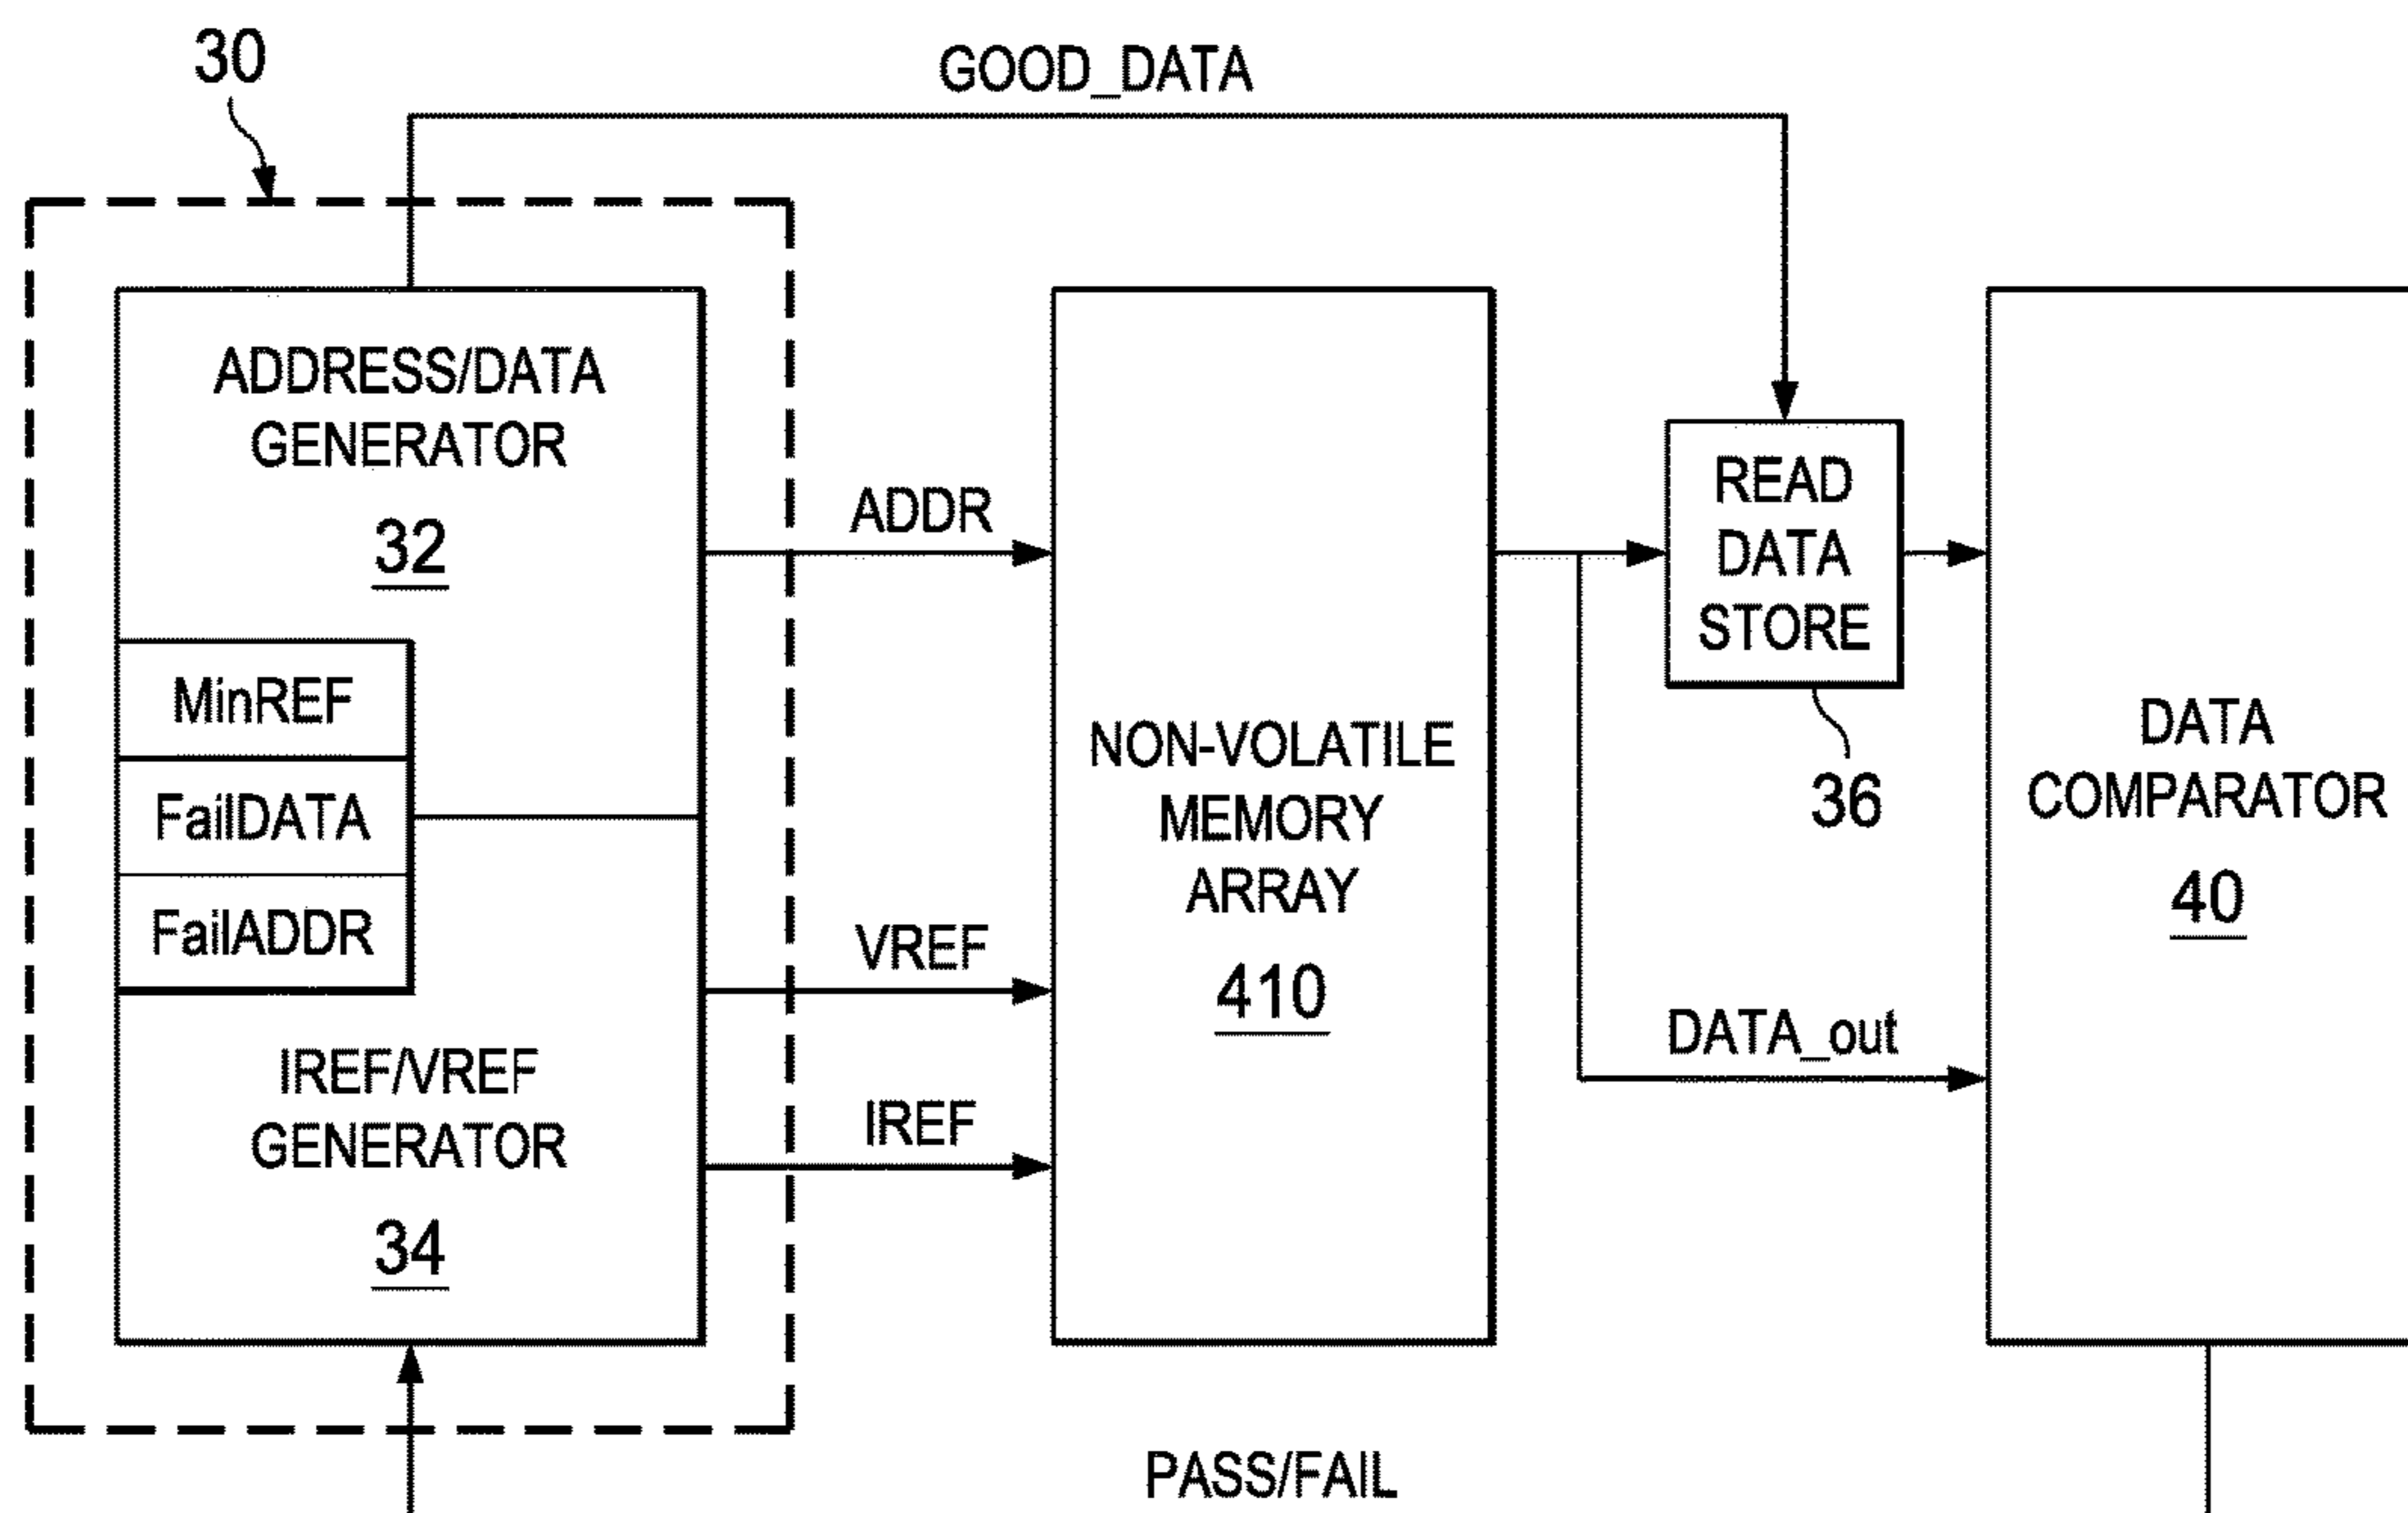 30
GOOD_DATA
ADDRESS/DATA
GENERATOR
32
MinREF
FailDATA
FailADDR
IREF/VREF
GENERATOR
34
ADDR
VREF
IREF
NON-VOLATILE
MEMORY
ARRAY
410
READ
DATA
STORE
36
DATA_out
DATA
COMPARATOR
40
PASS/FAIL